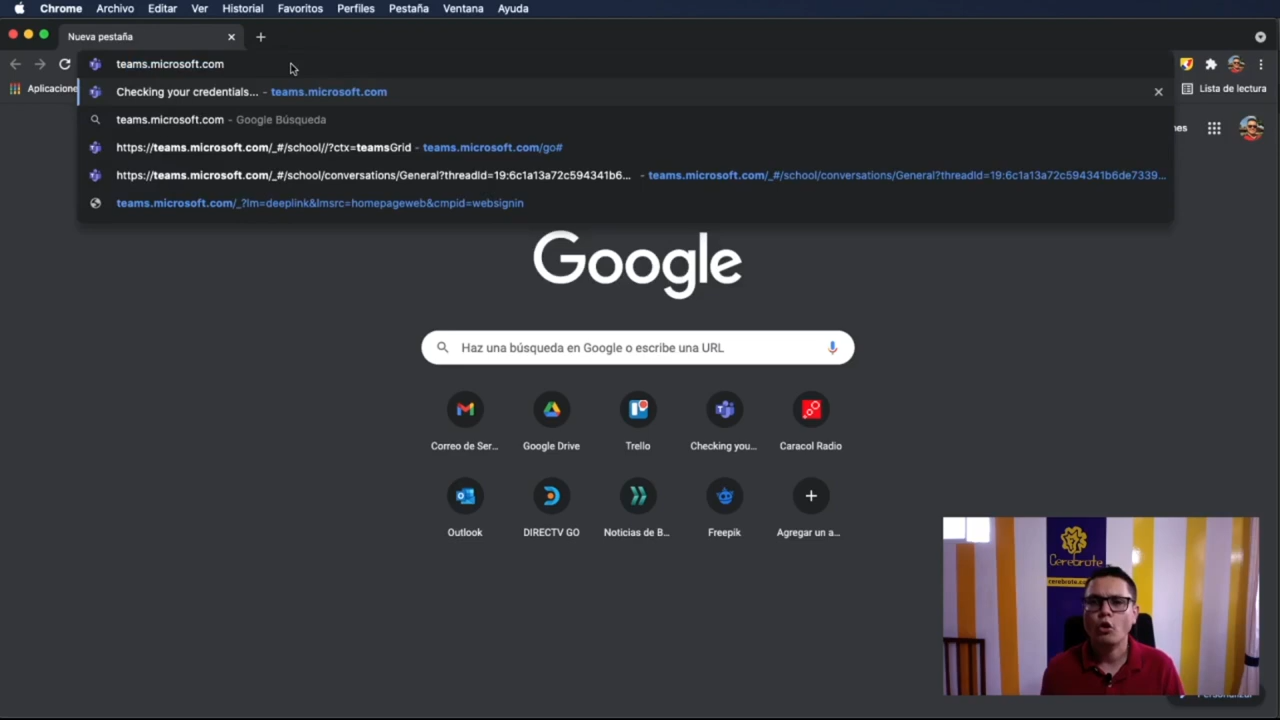 Chrome Archivo Editar Ver Historial Favoritos Perfiles Pestaña Ventana Ayuda
Nueva pestaña
teams.microsoft.com
Aplicacione
Checking your credentials... - teams.microsoft.com
Lista de lectura
teams.microsoft.com - Google Búsqueda
nes
https://teams.microsoft.com/_#/school//?ctx=teamsGrid - teams.microsoft.com/go#
https://teams.microsoft.com/_#/school/conversations/General?threadId=19:6c1a13a72c594341b6... - teams.microsoft.com/_#/school/conversations/General?threadId=19:6c1a13a72c594341b6de7339...
teams.microsoft.com/_?lm=deeplink&lmsrc=homepageweb&cmpid=websignin
Google
Haz una búsqueda en Google o escribe una URL
Correo de Ser... Google Drive Trello Checking you... Caracol Radio
Outlook DIRECTV GO Noticias de B... Freepik Agregar un a...
Cerebrote